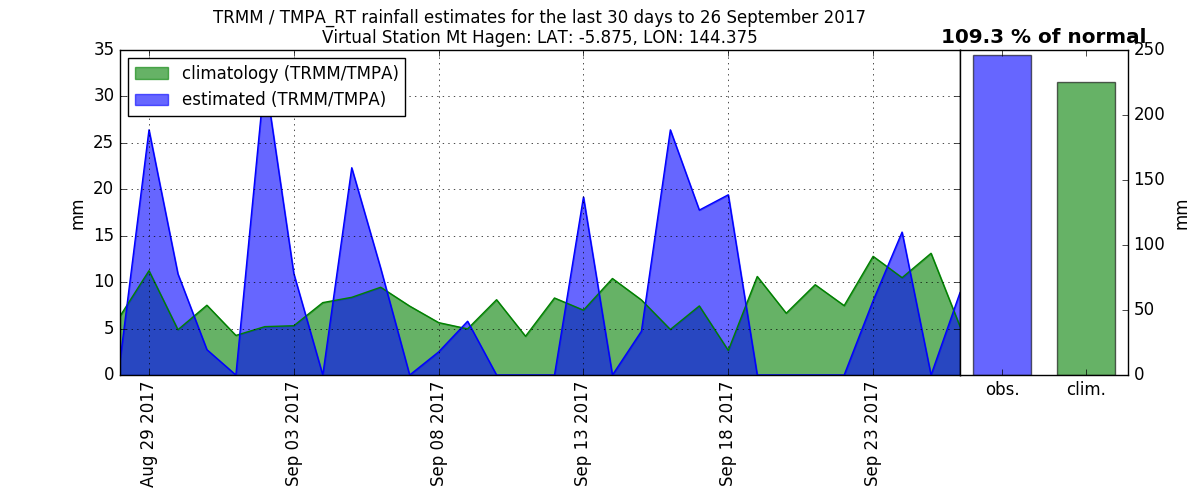 TRMM / TMPA_RT rainfall estimates for the last 30 days to 26 September 2017
Virtual Station Mt Hagen: LAT: -5.875, LON: 144.375
109.3 % of normal
climatology (TRMM/TMPA)
estimated (TRMM/TMPA)
35
30
25
20
15
10
5
0
mm
Aug 29 2017
Sep 03 2017
Sep 08 2017
Sep 13 2017
Sep 18 2017
Sep 23 2017
250
200
150
100
50
0
mm
obs.
clim.